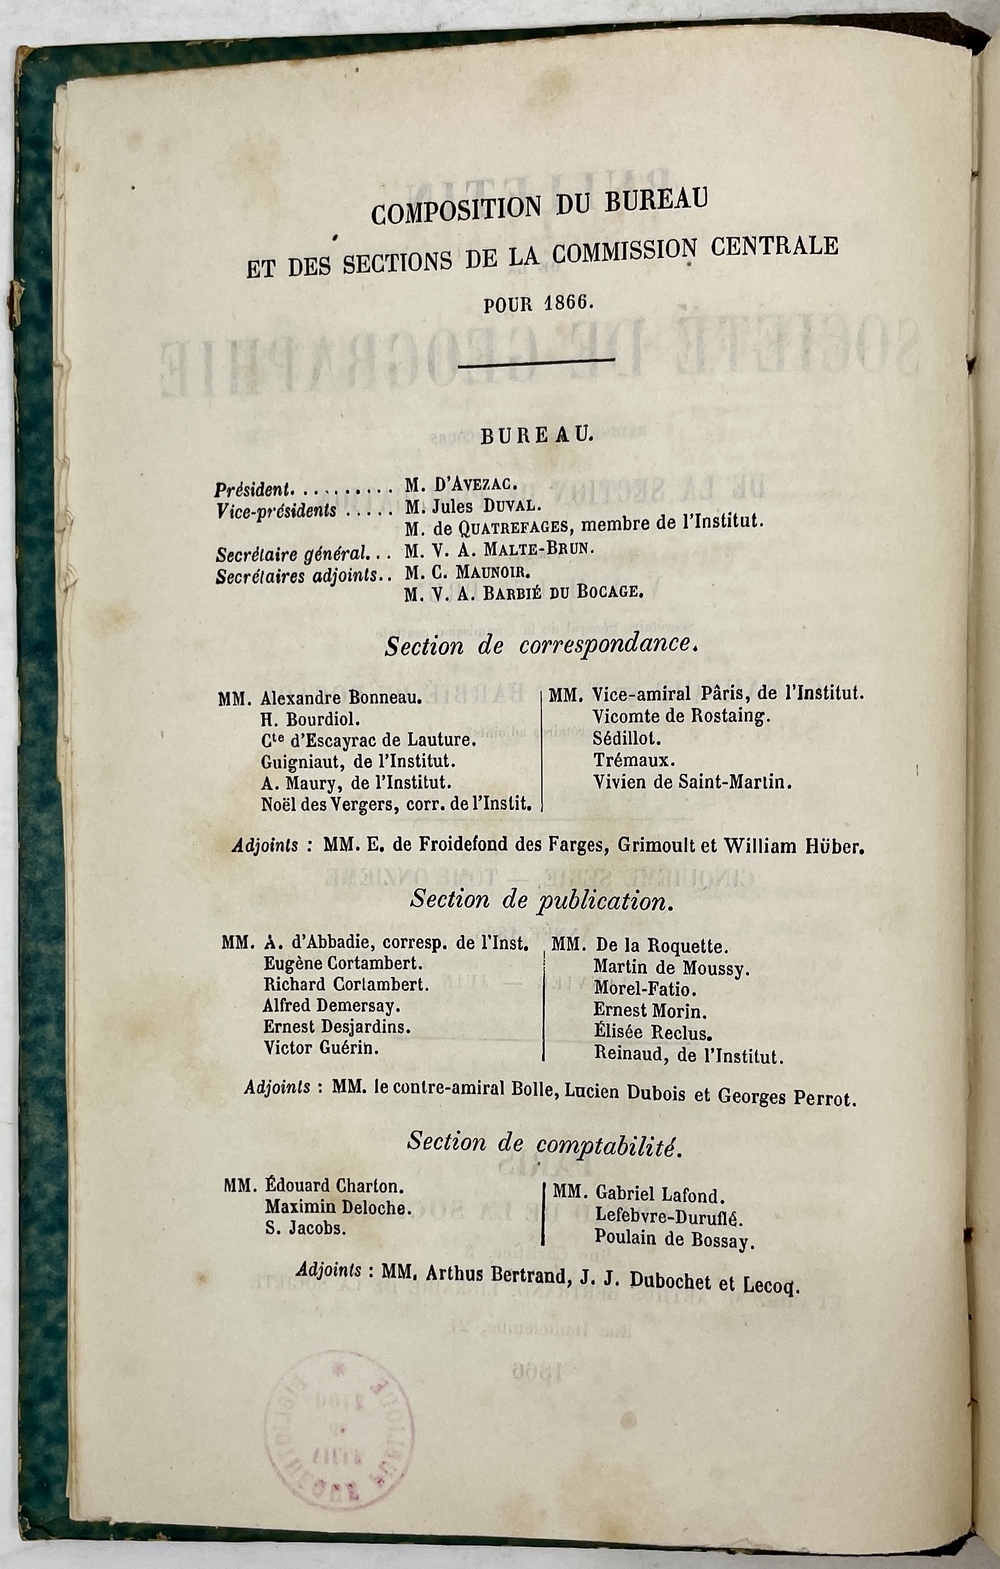 COMPOSITION DU BUREAU
ET DES SECTIONS DE LA COMMISSION CENTRALE
POUR 1866.
BUREAU.
Président. . . . . . . . . . M. D'AVEZAC.
Vice-présidents . . . . . M. Jules DUVAL.
M. de QUATREFAGES, membre de l'Institut.
Secrétaire général. . . M. V. A. MALTE-BRUN.
Secrétaires adjoints. . M. C. MAUNOIR.
M. V. A. BARBIÉ DU BOCAGE.
Section de correspondance.
MM. Alexandre Bonneau.
H. Bourdiol.
Cte d'Escayrac de Lauture.
Guigniaut, de l'Institut.
A. Maury, de l'Institut.
Noël des Vergers, corr. de l'Instit.
MM. Vice-amiral Pâris, de l'Institut.
Vicomte de Rostaing.
Sédillot.
Trémaux.
Vivien de Saint-Martin.
Adjoints : MM. E. de Froidefond des Farges, Grimoult et William Hüber.
Section de publication.
MM. A. d'Abbadie, corresp. de l'Inst.
Eugène Cortambert.
Richard Cortambert.
Alfred Demersay.
Ernest Desjardins.
Victor Guérin.
MM. De la Roquette.
Martin de Moussy.
Morel-Fatio.
Ernest Morin.
Élisée Reclus.
Reinaud, de l'Institut.
Adjoints : MM. le contre-amiral Bolle, Lucien Dubois et Georges Perrot.
Section de comptabilité.
MM. Édouard Charton.
Maximin Deloche.
S. Jacobs.
MM. Gabriel Lafond.
Lefebvre-Duruflé.
Poulain de Bossay.
Adjoints : MM. Arthus Bertrand, J. J. Dubochet et Lecoq.